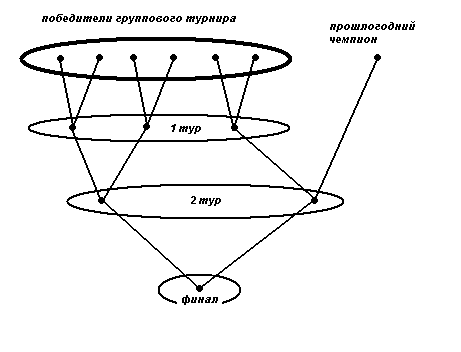 победители группового турнира
прошлогодний
чемпион
1 тур
2 тур
финал